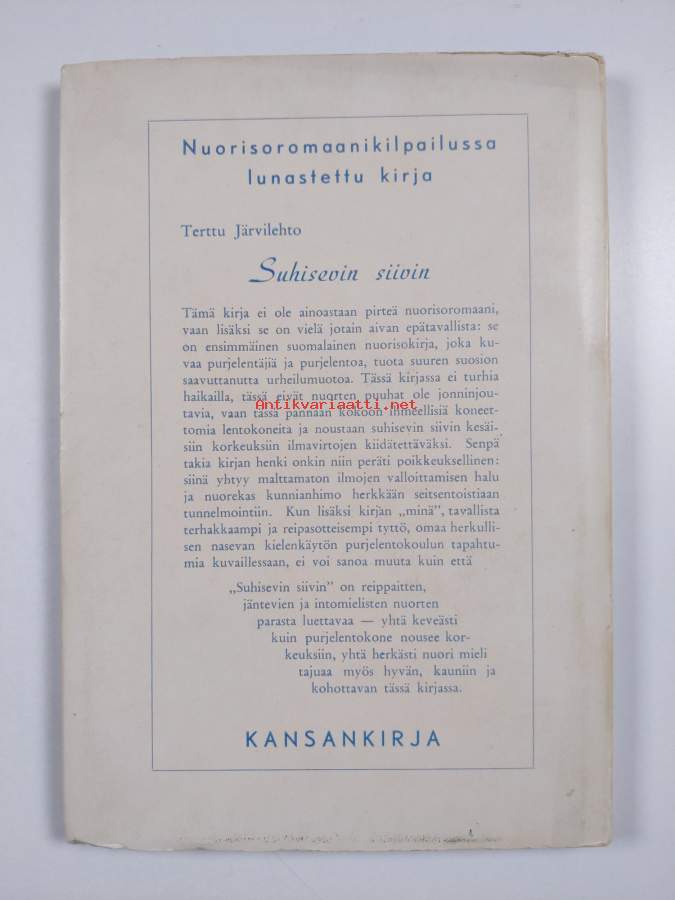 Nuorisoromaanikilpailussa
lunastettu kirja
Terttu Järvilehto
Suhisevin siivin
Tämä kirja ei ole ainoastaan pirteä nuorisoromaani,
vaan lisäksi se on vielä jotain aivan epätavallista: se
on ensimmäinen suomalainen nuorisokirja, joka ku-
vaa purjelentäjiä ja purjelentoa, tuota suuren suosion
saavuttanutta urheilumuotoa. Tässä kirjassa ei turhia
haikailla, tässä eivät nuorten puuhat ole jonninjou-
Antikvariaatti.net
tavia, vaan tässä pannaan kokoon ihmeellisiä koneet-
tomia lentokoneita ja noustaan suhisevin siivin kesäi-
siin korkeuksiin ilmavirtojen kiidätettäväksi. Senpä
takia kirjan henki onkin niin peräti poikkeuksellinen:
siinä yhtyy malttamaton ilmojen valloittamisen halu
ja nuorekas kunnianhimo herkkään seitsentoistiaan
tunnelmointiin. Kun lisäksi kirjan „minä", tavallista
terhakkaampi ja reipasotteisempi tyttö, omaa herkulli-
sen nasevan kielenkäytön purjelentokoulun tapahtu-
mia kuvaillessaan, ei voi sanoa muuta kuin että
„Suhisevin siivin" on reippaitten,
jäntevien ja intomielisten nuorten
parasta luettavaa — yhtä keveästi
kuin purjelentokone nousee kor-
keuksiin, yhtä herkästi nuori mieli
tajuaa myös hyvän, kauniin ja
kohottavan tässä kirjassa.
KANSANKIRJA